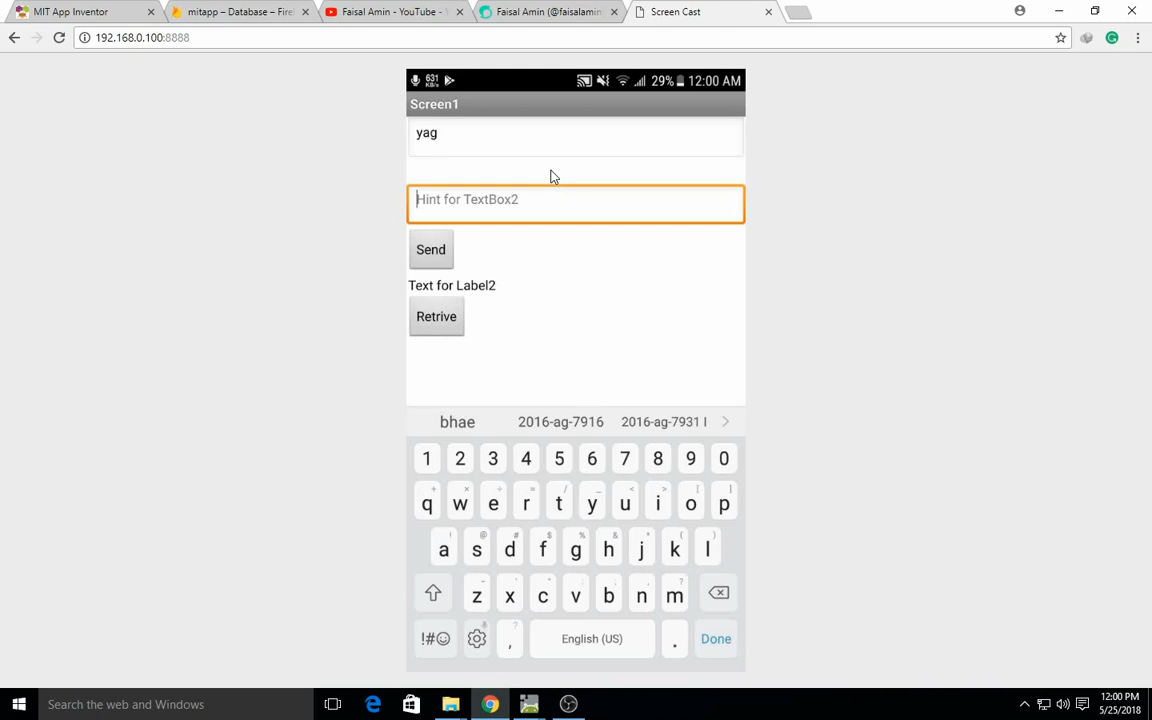 MIT App Inventor
mitapp – Database – Fire
Faisal Amin - YouTube -
Faisal Amin (@faisalamin
Screen Cast
192.168.0.100:8888
631 KB/s
29% 12:00 AM
Screen1
yag
Hint for TextBox2
Send
Text for Label2
Retrive
bhae 2016-ag-7916 2016-ag-7931 I
1 2 3 4 5 6 7 8 9 0
q w e r t y u i o p
a s d f g h j k l
z x c v b n m
!#☺ , English (US) . Done
Search the web and Windows
12:00 PM
5/25/2018